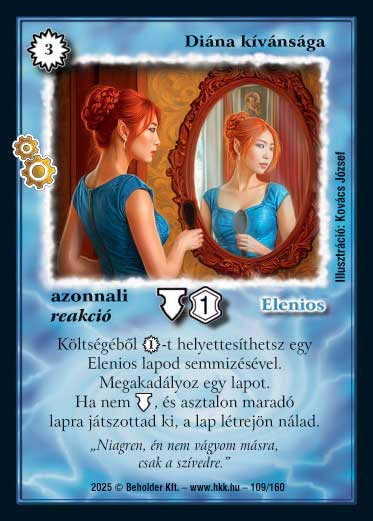 3
Diána kívánsága
Illusztráció: Kovács József
azonnali
reakció
1
Elenios
Költségéből 1-t helyettesíthetsz egy
Elenios lapod semmizésével.
Megakadályoz egy lapot.
Ha nem , és asztalon maradó
lapra játszottad ki, a lap létrejön nálad.
„Niagren, én nem vágyom másra,
csak a szívedre.”
2025 © Beholder Kft. – www.hkk.hu – 109/160